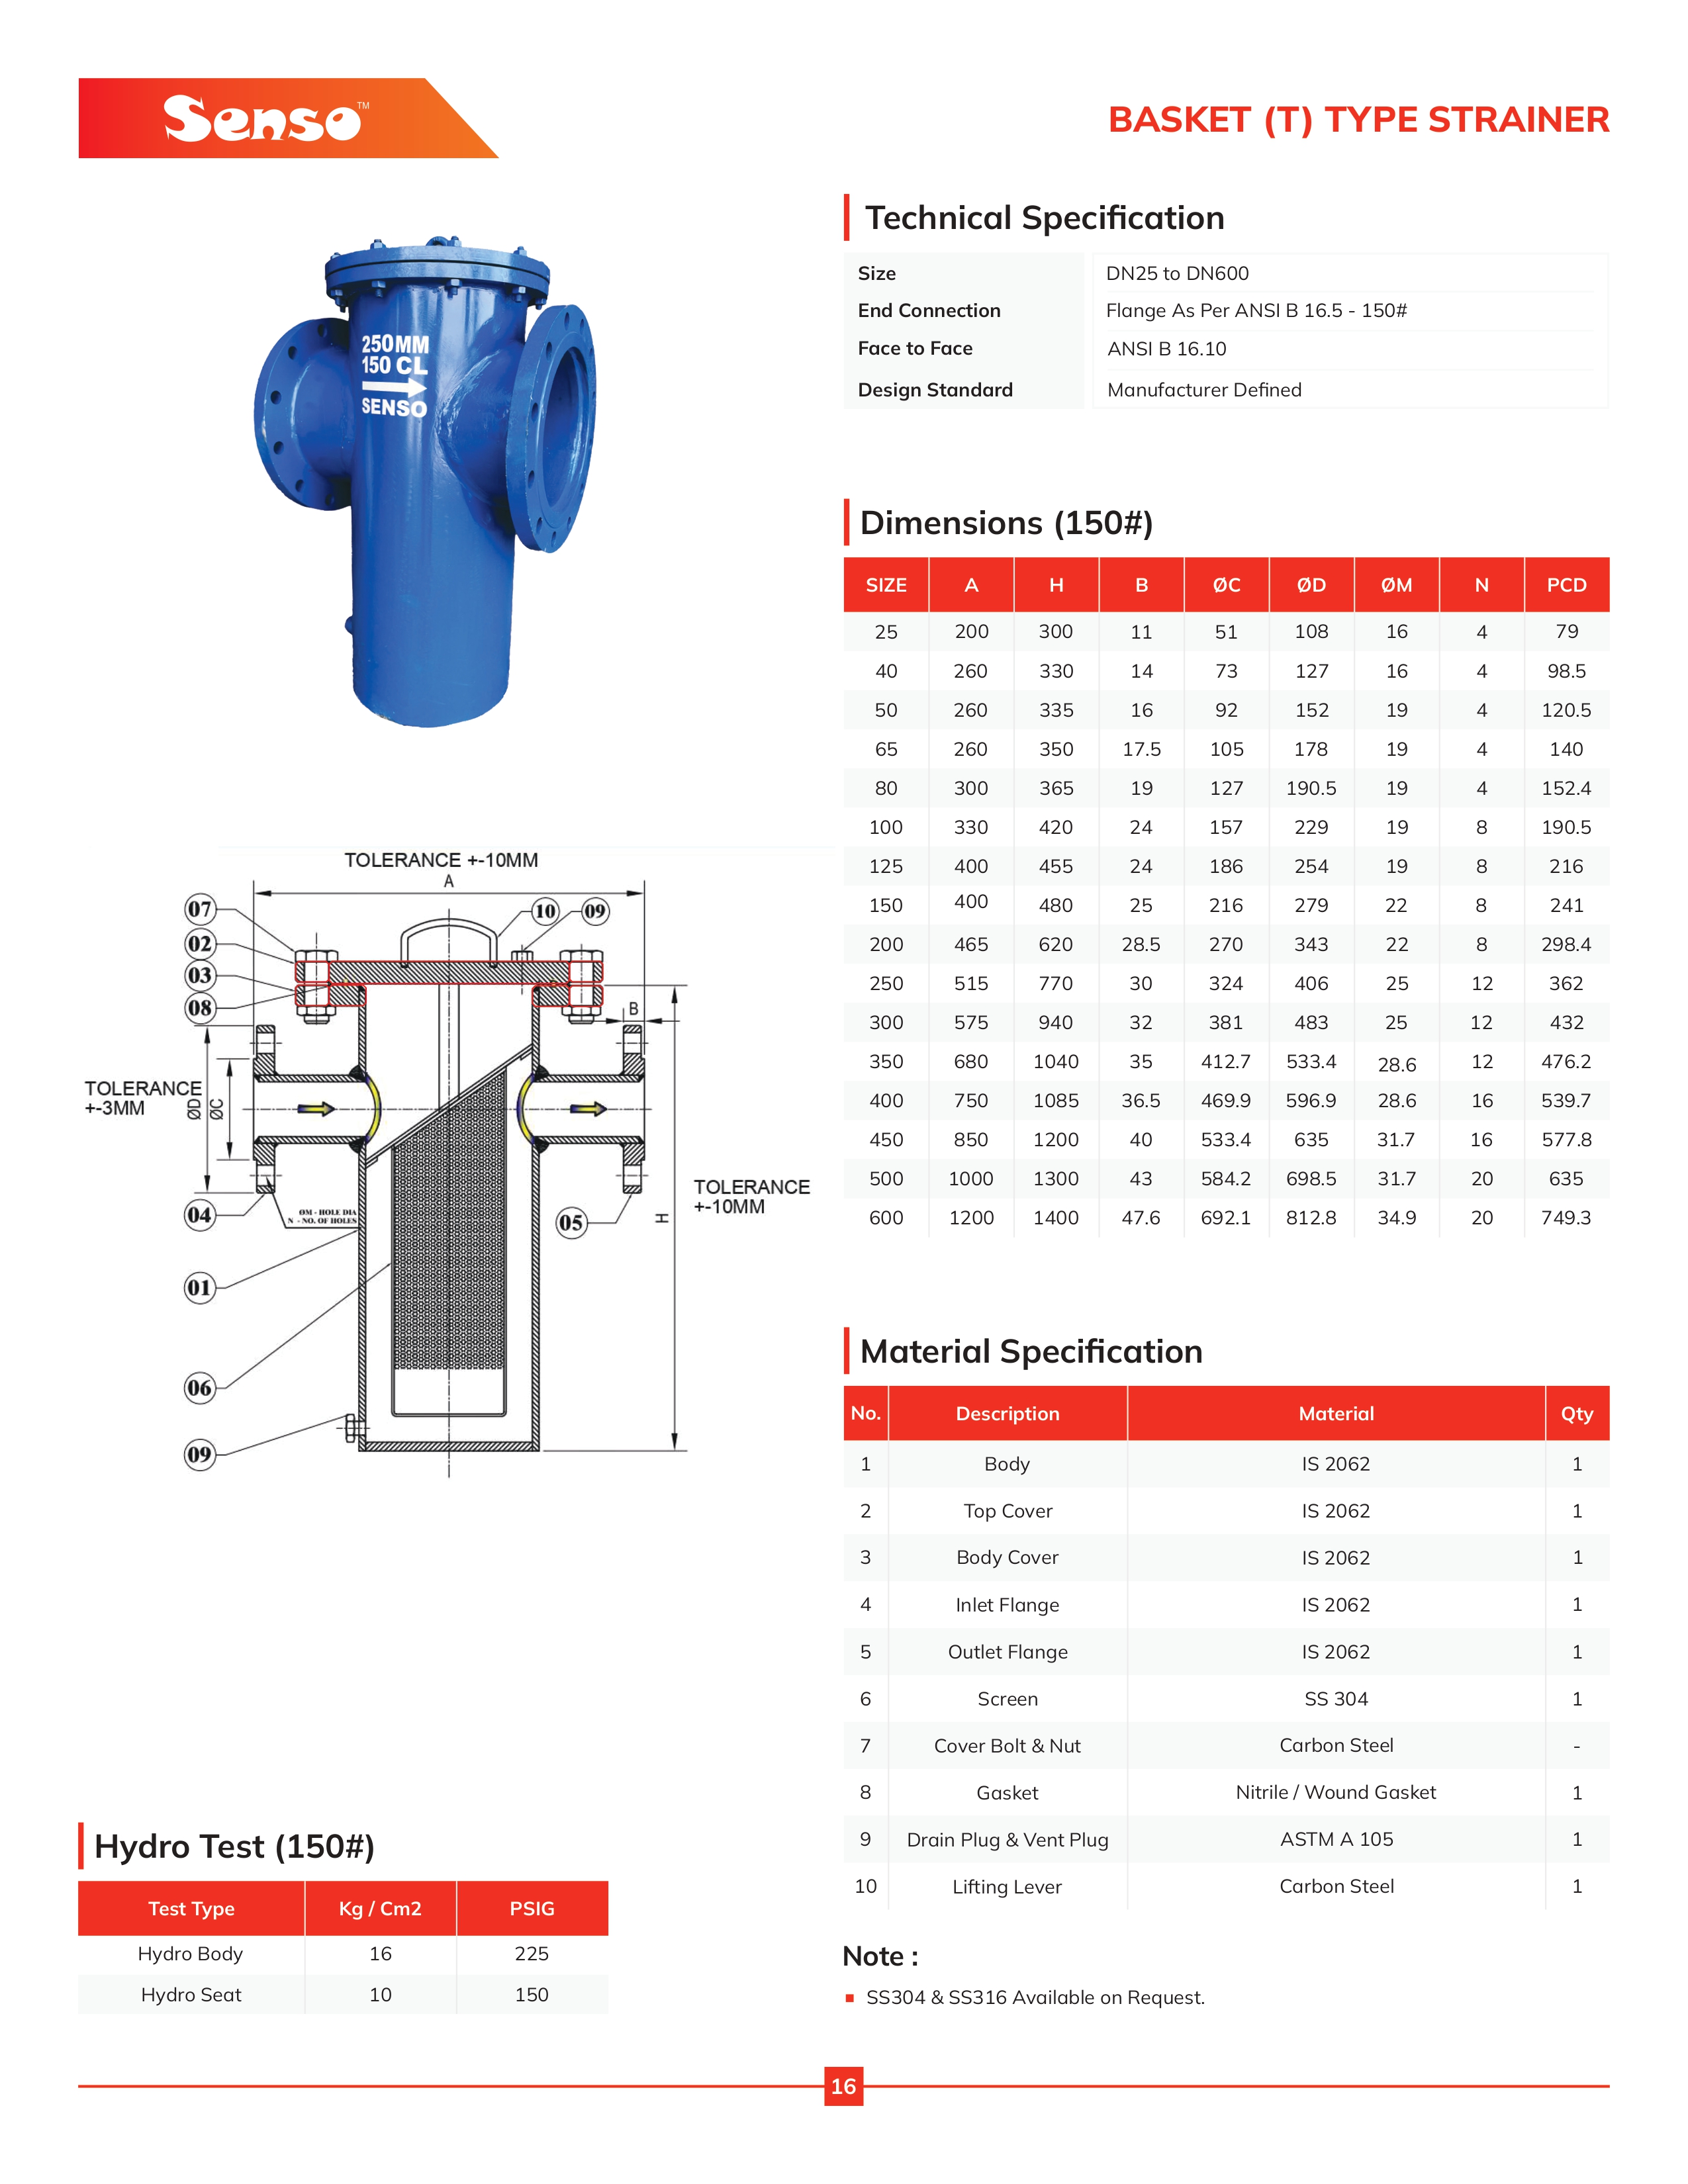 Senso™
BASKET (T) TYPE STRAINER
250MM
150 CL
SENSO
Technical Specification
Size DN25 to DN600
End Connection Flange As Per ANSI B 16.5 - 150#
Face to Face ANSI B 16.10
Design Standard Manufacturer Defined
Dimensions (150#)
SIZE A H B ØC ØD ØM N PCD
25 200 300 11 51 108 16 4 79
40 260 330 14 73 127 16 4 98.5
50 260 335 16 92 152 19 4 120.5
65 260 350 17.5 105 178 19 4 140
80 300 365 19 127 190.5 19 4 152.4
100 330 420 24 157 229 19 8 190.5
125 400 455 24 186 254 19 8 216
150 400 480 25 216 279 22 8 241
200 465 620 28.5 270 343 22 8 298.4
250 515 770 30 324 406 25 12 362
300 575 940 32 381 483 25 12 432
350 680 1040 35 412.7 533.4 28.6 12 476.2
400 750 1085 36.5 469.9 596.9 28.6 16 539.7
450 850 1200 40 533.4 635 31.7 16 577.8
500 1000 1300 43 584.2 698.5 31.7 20 635
600 1200 1400 47.6 692.1 812.8 34.9 20 749.3
TOLERANCE +-10MM
A
07
10
09
02
03
08
B
TOLERANCE
+-3MM
ØD
ØC
04
ØM - HOLE DIA
N - NO. OF HOLES
05
H
TOLERANCE
+-10MM
01
06
09
Material Specification
No. Description Material Qty
1 Body IS 2062 1
2 Top Cover IS 2062 1
3 Body Cover IS 2062 1
4 Inlet Flange IS 2062 1
5 Outlet Flange IS 2062 1
6 Screen SS 304 1
7 Cover Bolt & Nut Carbon Steel -
8 Gasket Nitrile / Wound Gasket 1
9 Drain Plug & Vent Plug ASTM A 105 1
10 Lifting Lever Carbon Steel 1
Hydro Test (150#)
Test Type Kg / Cm2 PSIG
Hydro Body 16 225
Hydro Seat 10 150
Note :
SS304 & SS316 Available on Request.
16